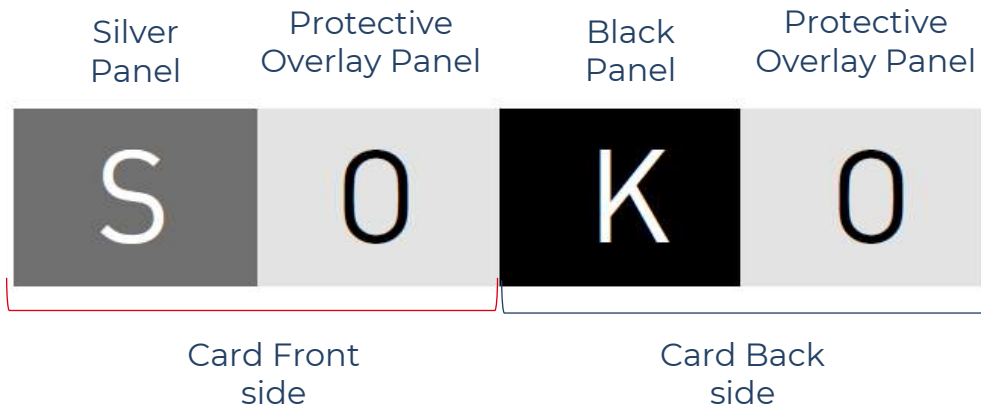 Silver
Panel
Protective
Overlay Panel
Black
Panel
Protective
Overlay Panel
S
O
K
O
Card Front
side
Card Back
side